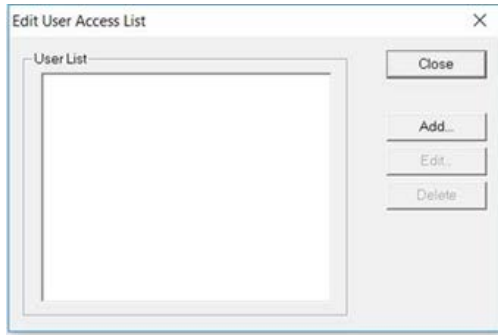 Edit User Access List
User List
Close
Add...
Edit...
Delete